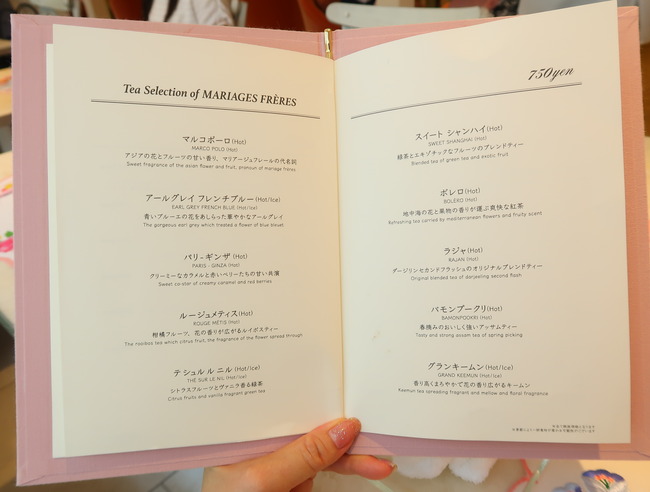 Tea Selection of MARIAGES FRÈRES
マルコポーロ(Hot)
MARCO POLO (Hot)
アジアの花とフルーツの甘い香り、マリアージュフレールの代名詞
Sweet fragrance of the asian flower and fruit, pronoun of mariage frères
アールグレイ フレンチブルー(Hot/Ice)
EARL GREY FRENCH BLUE (Hot/Ice)
青いブルーエの花をあしらった華やかなアールグレイ
The gorgeous earl grey which treated a flower of blue bleuet
パリ-ギンザ(Hot)
PARIS - GINZA (Hot)
クリーミーなカラメルと赤いベリーたちの甘い共演
Sweet co-star of creamy caramel and red berries
ルージュメティス(Hot)
ROUGE METIS (Hot)
柑橘フルーツ、花の香りが広がるルイボスティー
The rooibos tea which citrus fruit, the fragrance of the flower spread through
テ シュル ル ニル(Hot/Ice)
THÉ SUR LE NIL (Hot/Ice)
シトラスフルーツとヴァニラ香る緑茶
Citrus fruits and vanilla fragrant green tea
750yen
スイート シャンハイ(Hot)
SWEET SHANGHAI (Hot)
緑茶とエキゾチックなフルーツのブレンドティー
Blended tea of green tea and exotic fruit
ボレロ(Hot)
BOLÉRO (Hot)
地中海の花と果物の香りが運ぶ爽快な紅茶
Refreshing tea carried by mediterranean flowers and fruity scent
ラジャ(Hot)
RAJAN (Hot)
ダージリンセカンドフラッシュのオリジナルブレンドティー
Original blended tea of darjeeling second flash
バモンプークリ(Hot)
BAMONPOOKRI (Hot)
春摘みのおいしく強いアッサムティー
Tasty and strong assam tea of spring picking
グランキームン(Hot/Ice)
GRAND KEEMUN (Hot/Ice)
香り高くまろやかで花の香り広がるキームン
Keemun tea spreading fragrant and mellow and floral fragrance